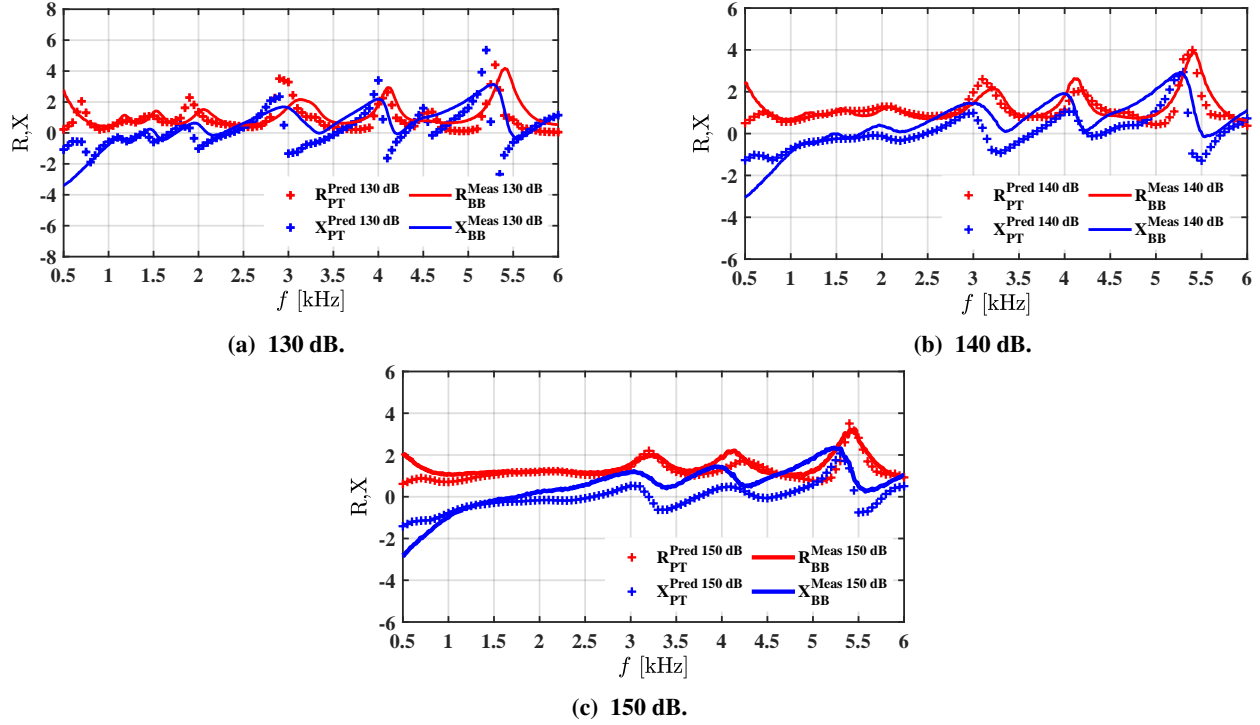 8
6
4
2
0
-2
-4
-6
-8
R,X
R_PT^Pred 130 dB R_BB^Meas 130 dB
X_PT^Pred 130 dB X_BB^Meas 130 dB
0.5 1 1.5 2 2.5 3 3.5 4 4.5 5 5.5 6
f [kHz]
(a) 130 dB.
6
4
2
0
-2
-4
-6
R,X
R_PT^Pred 140 dB R_BB^Meas 140 dB
X_PT^Pred 140 dB X_BB^Meas 140 dB
0.5 1 1.5 2 2.5 3 3.5 4 4.5 5 5.5 6
f [kHz]
(b) 140 dB.
6
4
2
0
-2
-4
-6
R,X
R_PT^Pred 150 dB R_BB^Meas 150 dB
X_PT^Pred 150 dB X_BB^Meas 150 dB
0.5 1 1.5 2 2.5 3 3.5 4 4.5 5 5.5 6
f [kHz]
(c) 150 dB.